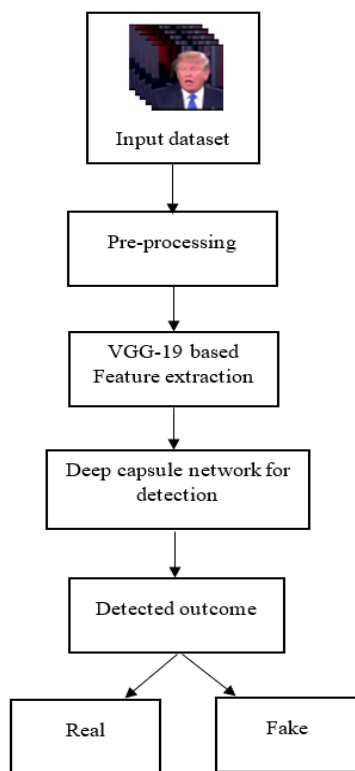 Input dataset
Pre-processing
VGG-19 based
Feature extraction
Deep capsule network for
detection
Detected outcome
Real
Fake